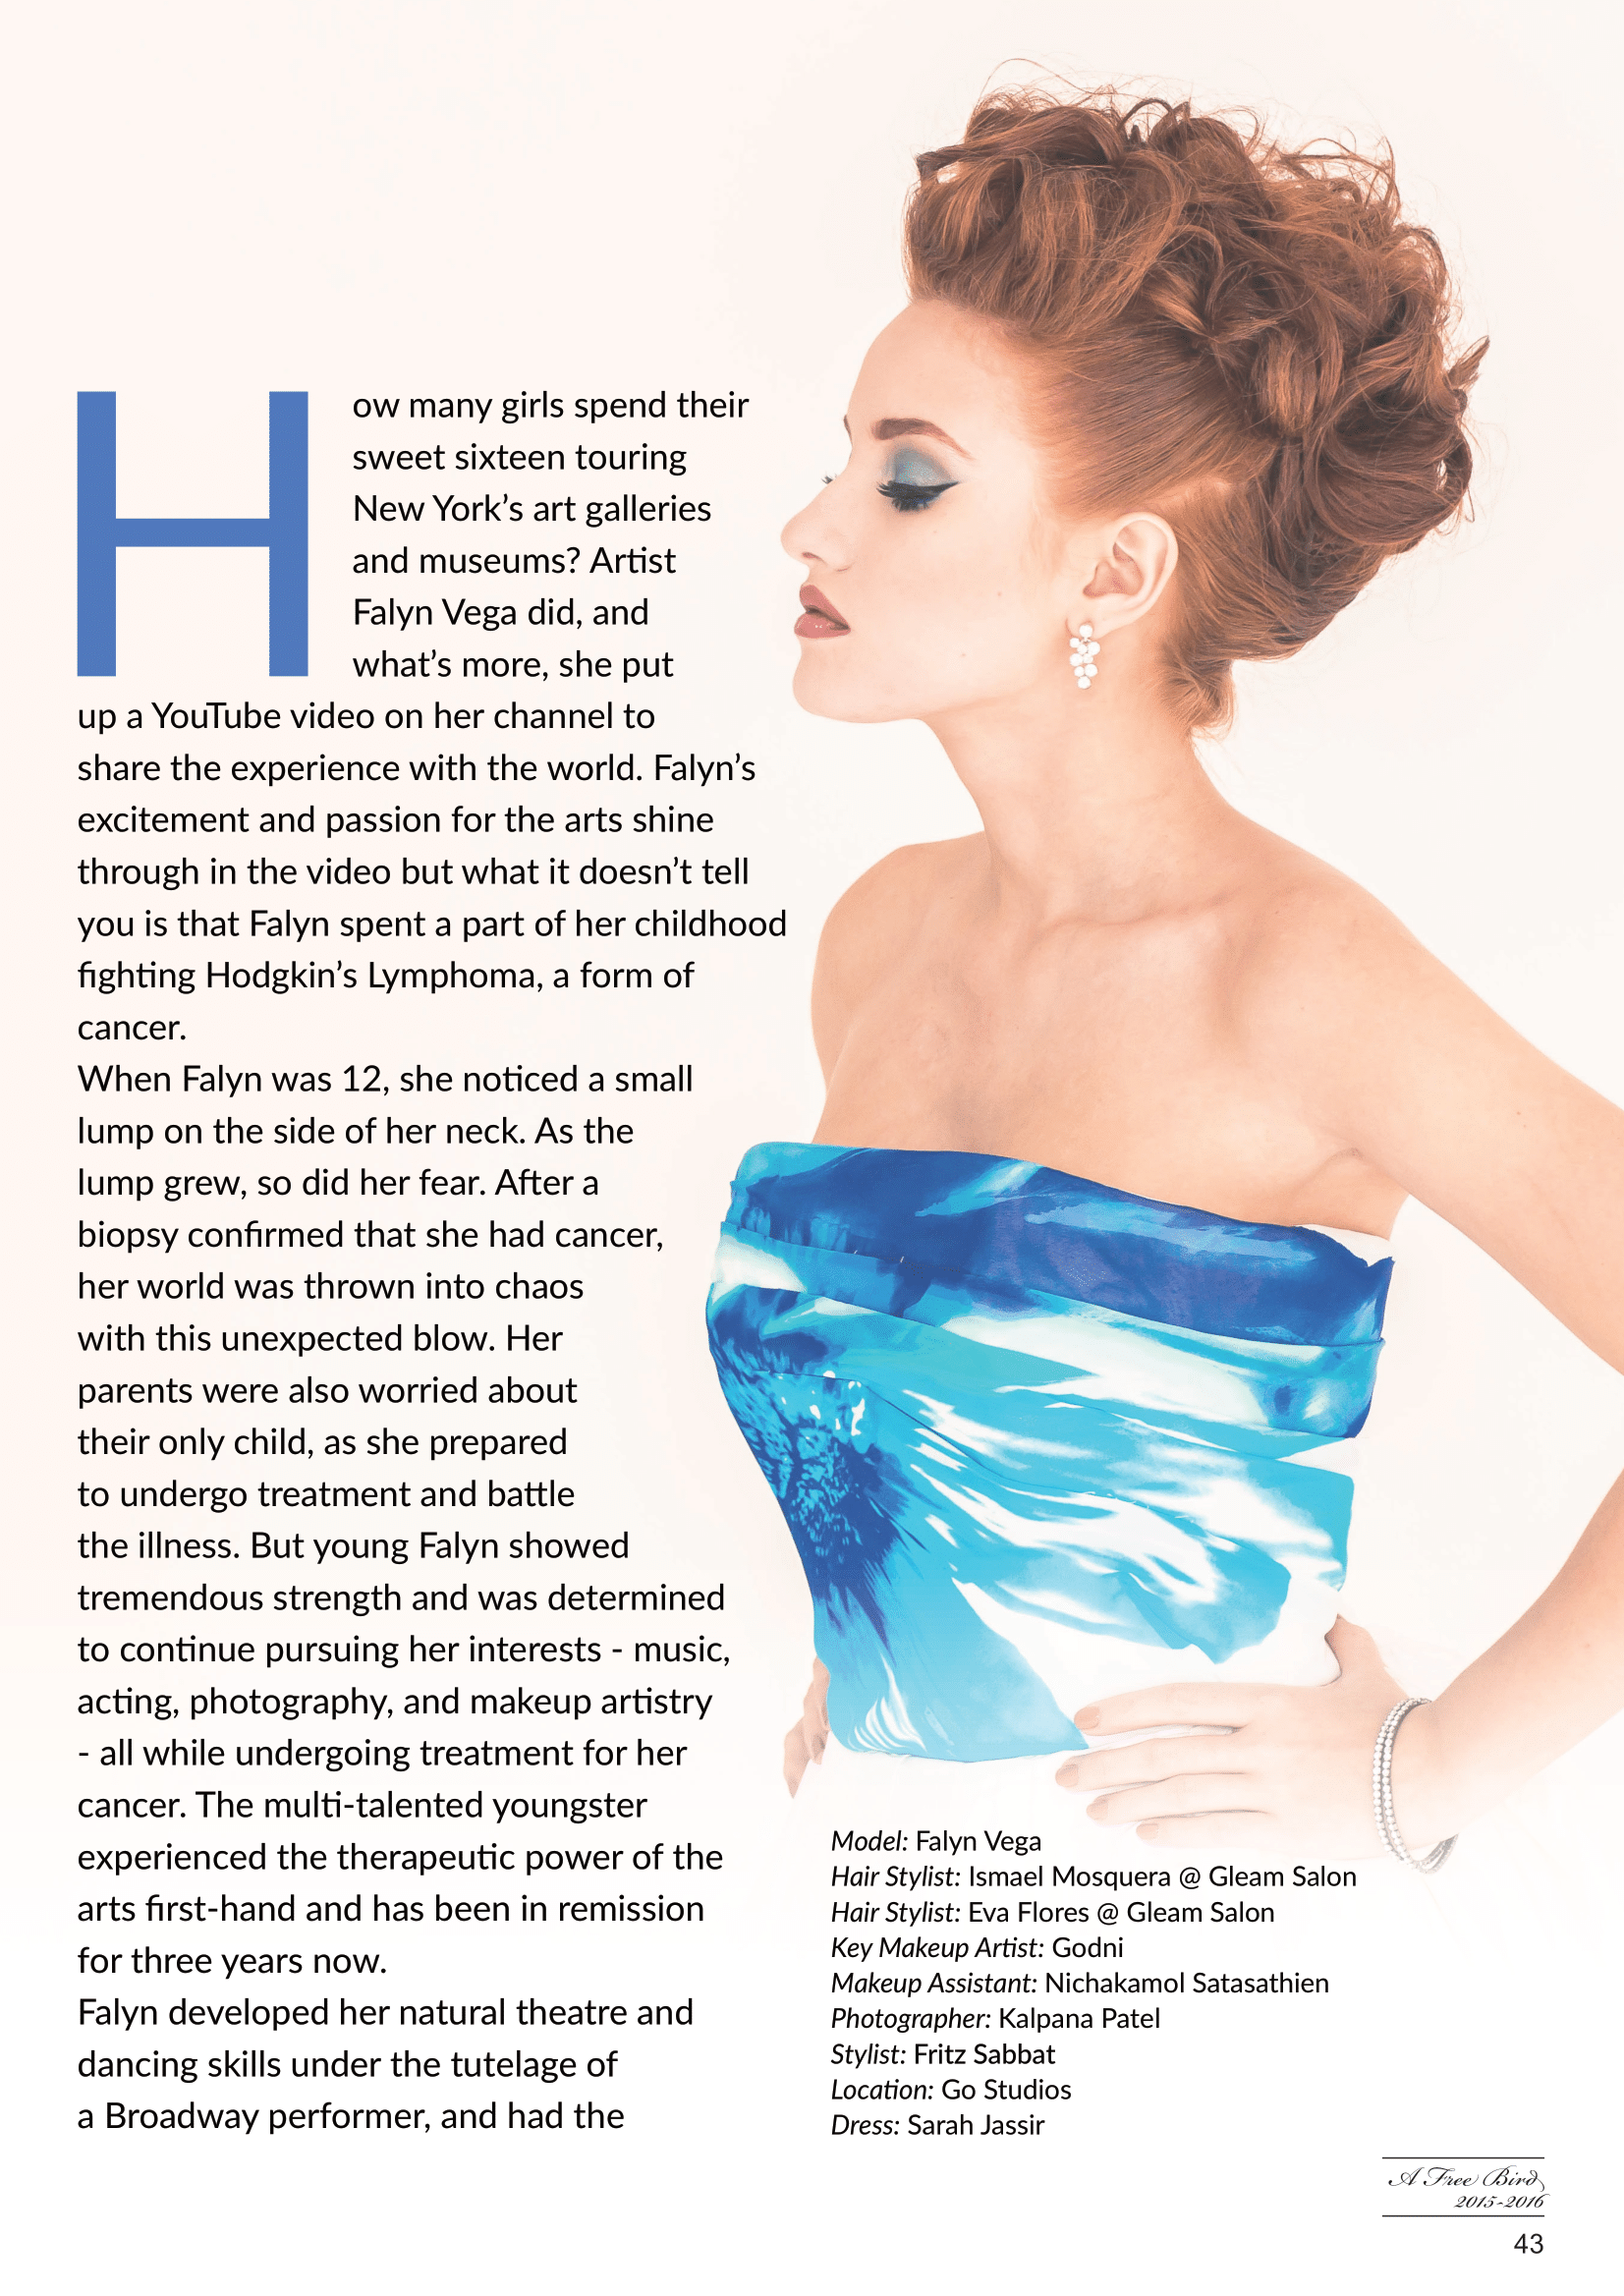 How many girls spend their
sweet sixteen touring
New York's art galleries
and museums? Artist
Falyn Vega did, and
what's more, she put
up a YouTube video on her channel to
share the experience with the world. Falyn's
excitement and passion for the arts shine
through in the video but what it doesn't tell
you is that Falyn spent a part of her childhood
fighting Hodgkin's Lymphoma, a form of
cancer.
When Falyn was 12, she noticed a small
lump on the side of her neck. As the
lump grew, so did her fear. After a
biopsy confirmed that she had cancer,
her world was thrown into chaos
with this unexpected blow. Her
parents were also worried about
their only child, as she prepared
to undergo treatment and battle
the illness. But young Falyn showed
tremendous strength and was determined
to continue pursuing her interests - music,
acting, photography, and makeup artistry
- all while undergoing treatment for her
cancer. The multi-talented youngster
experienced the therapeutic power of the
arts first-hand and has been in remission
for three years now.
Falyn developed her natural theatre and
dancing skills under the tutelage of
a Broadway performer, and had the
Model: Falyn Vega
Hair Stylist: Ismael Mosquera @ Gleam Salon
Hair Stylist: Eva Flores @ Gleam Salon
Key Makeup Artist: Godni
Makeup Assistant: Nichakamol Satasathien
Photographer: Kalpana Patel
Stylist: Fritz Sabbat
Location: Go Studios
Dress: Sarah Jassir
A Free Bird
2015-2016
43